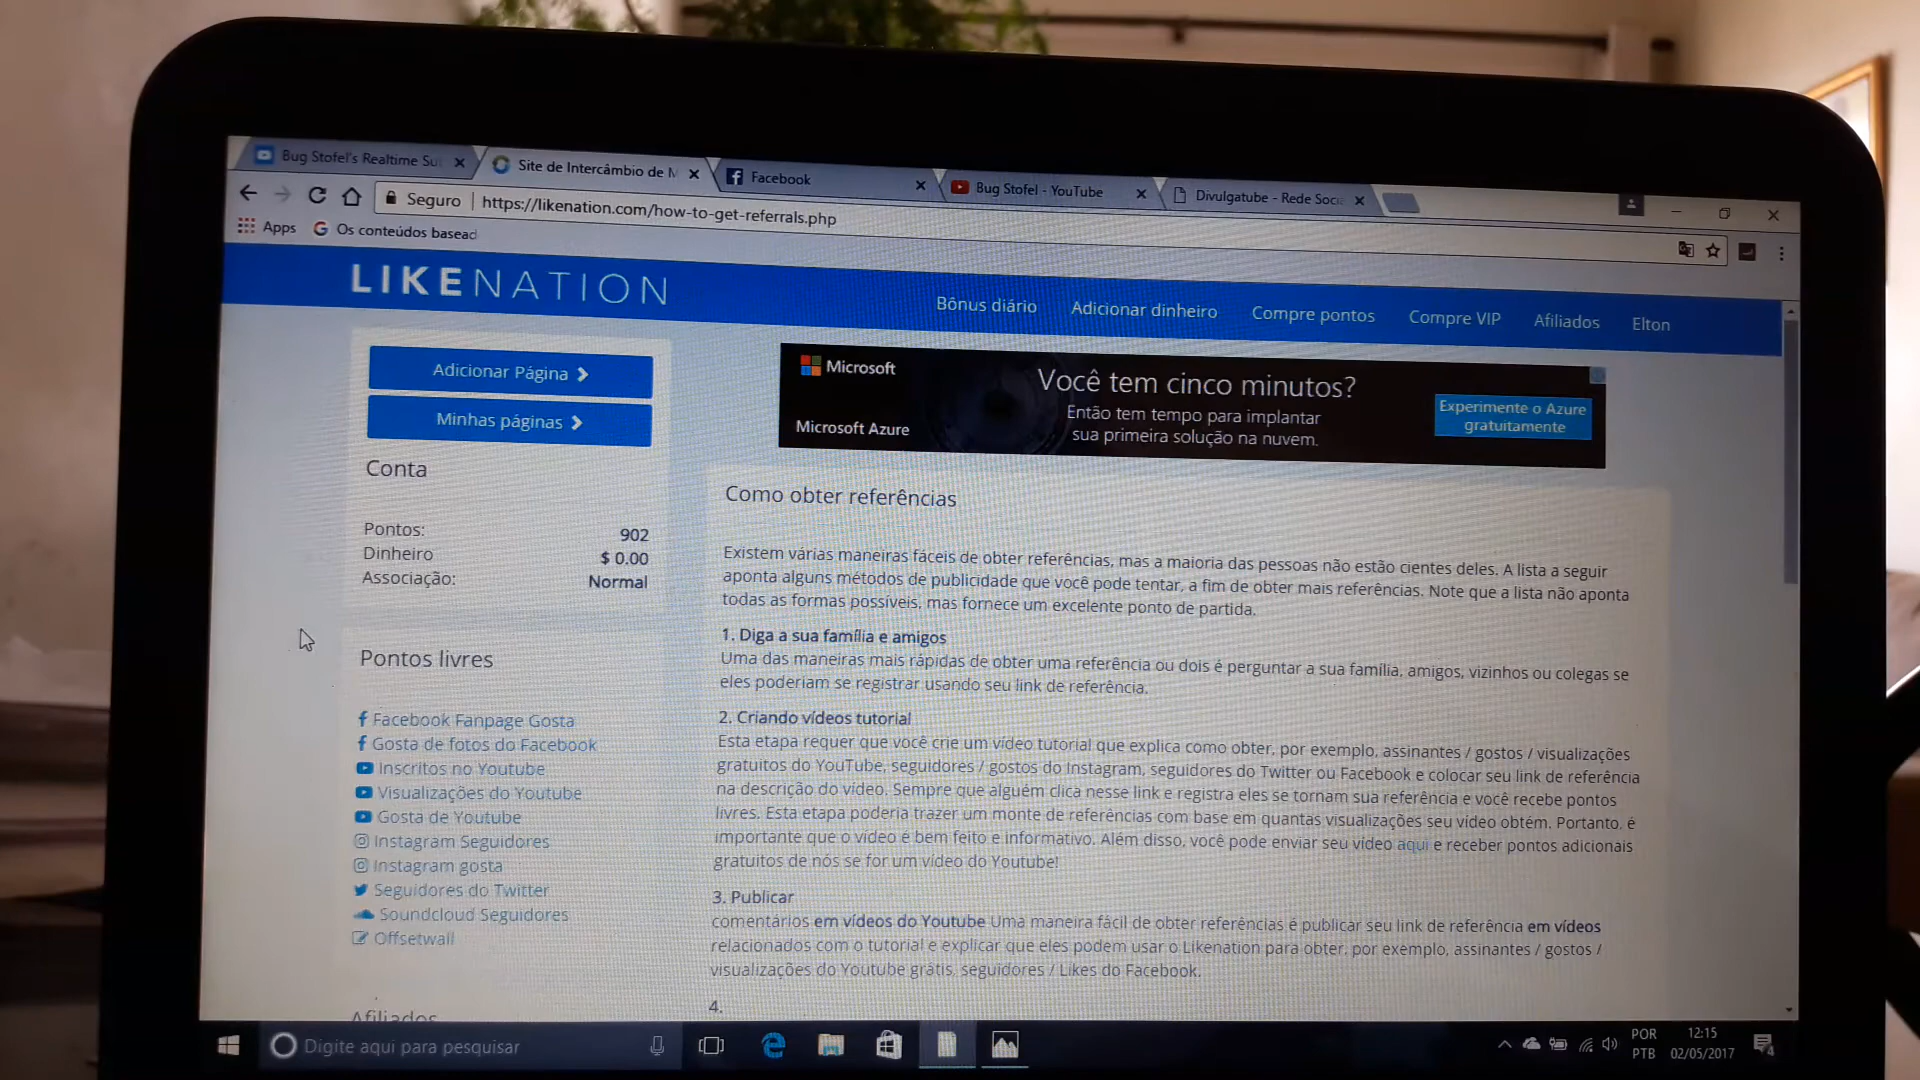 Bug Stofel's Realtime Su
Site de Intercâmbio de M
Facebook
Bug Stofel - YouTube
Divulgatube - Rede Socia
Seguro
https://likenation.com/how-to-get-referrals.php
Apps
Os conteúdos basead
LIKENATION
Bônus diário
Adicionar dinheiro
Compre pontos
Compre VIP
Afiliados
Elton
Adicionar Página
Minhas páginas
Conta
Pontos: 902
Dinheiro $ 0.00
Associação: Normal
Pontos livres
Facebook Fanpage Gosta
Gosta de fotos do Facebook
Inscritos no Youtube
Visualizações do Youtube
Gosta de Youtube
Instagram Seguidores
Instagram gosta
Seguidores do Twitter
Soundcloud Seguidores
Offsetwall
Afiliados
Microsoft
Microsoft Azure
Você tem cinco minutos?
Então tem tempo para implantar
sua primeira solução na nuvem.
Experimente o Azure
gratuitamente
Como obter referências
Existem várias maneiras fáceis de obter referências, mas a maioria das pessoas não estão cientes deles. A lista a seguir
aponta alguns métodos de publicidade que você pode tentar, a fim de obter mais referências. Note que a lista não aponta
todas as formas possíveis, mas fornece um excelente ponto de partida.
1. Diga a sua família e amigos
Uma das maneiras mais rápidas de obter uma referência ou dois é perguntar a sua família, amigos, vizinhos ou colegas se
eles poderiam se registrar usando seu link de referência.
2. Criando vídeos tutorial
Esta etapa requer que você crie um vídeo tutorial que explica como obter, por exemplo, assinantes / gostos / visualizações
gratuitos do YouTube, seguidores / gostos do Instagram, seguidores do Twitter ou Facebook e colocar seu link de referência
na descrição do vídeo. Sempre que alguém clica nesse link e registra eles se tornam sua referência e você recebe pontos
livres. Esta etapa poderia trazer um monte de referências com base em quantas visualizações seu vídeo obtém. Portanto, é
importante que o vídeo é bem feito e informativo. Além disso, você pode enviar seu vídeo aqui e receber pontos adicionais
gratuitos de nós se for um vídeo do Youtube!
3. Publicar
comentários em vídeos do Youtube Uma maneira fácil de obter referências é publicar seu link de referência em vídeos
relacionados com o tutorial e explicar que eles podem usar o Likenation para obter, por exemplo, assinantes / gostos /
visualizações do Youtube grátis, seguidores / Likes do Facebook.
4.
Digite aqui para pesquisar
POR
PTB
12:15
02/05/2017
4